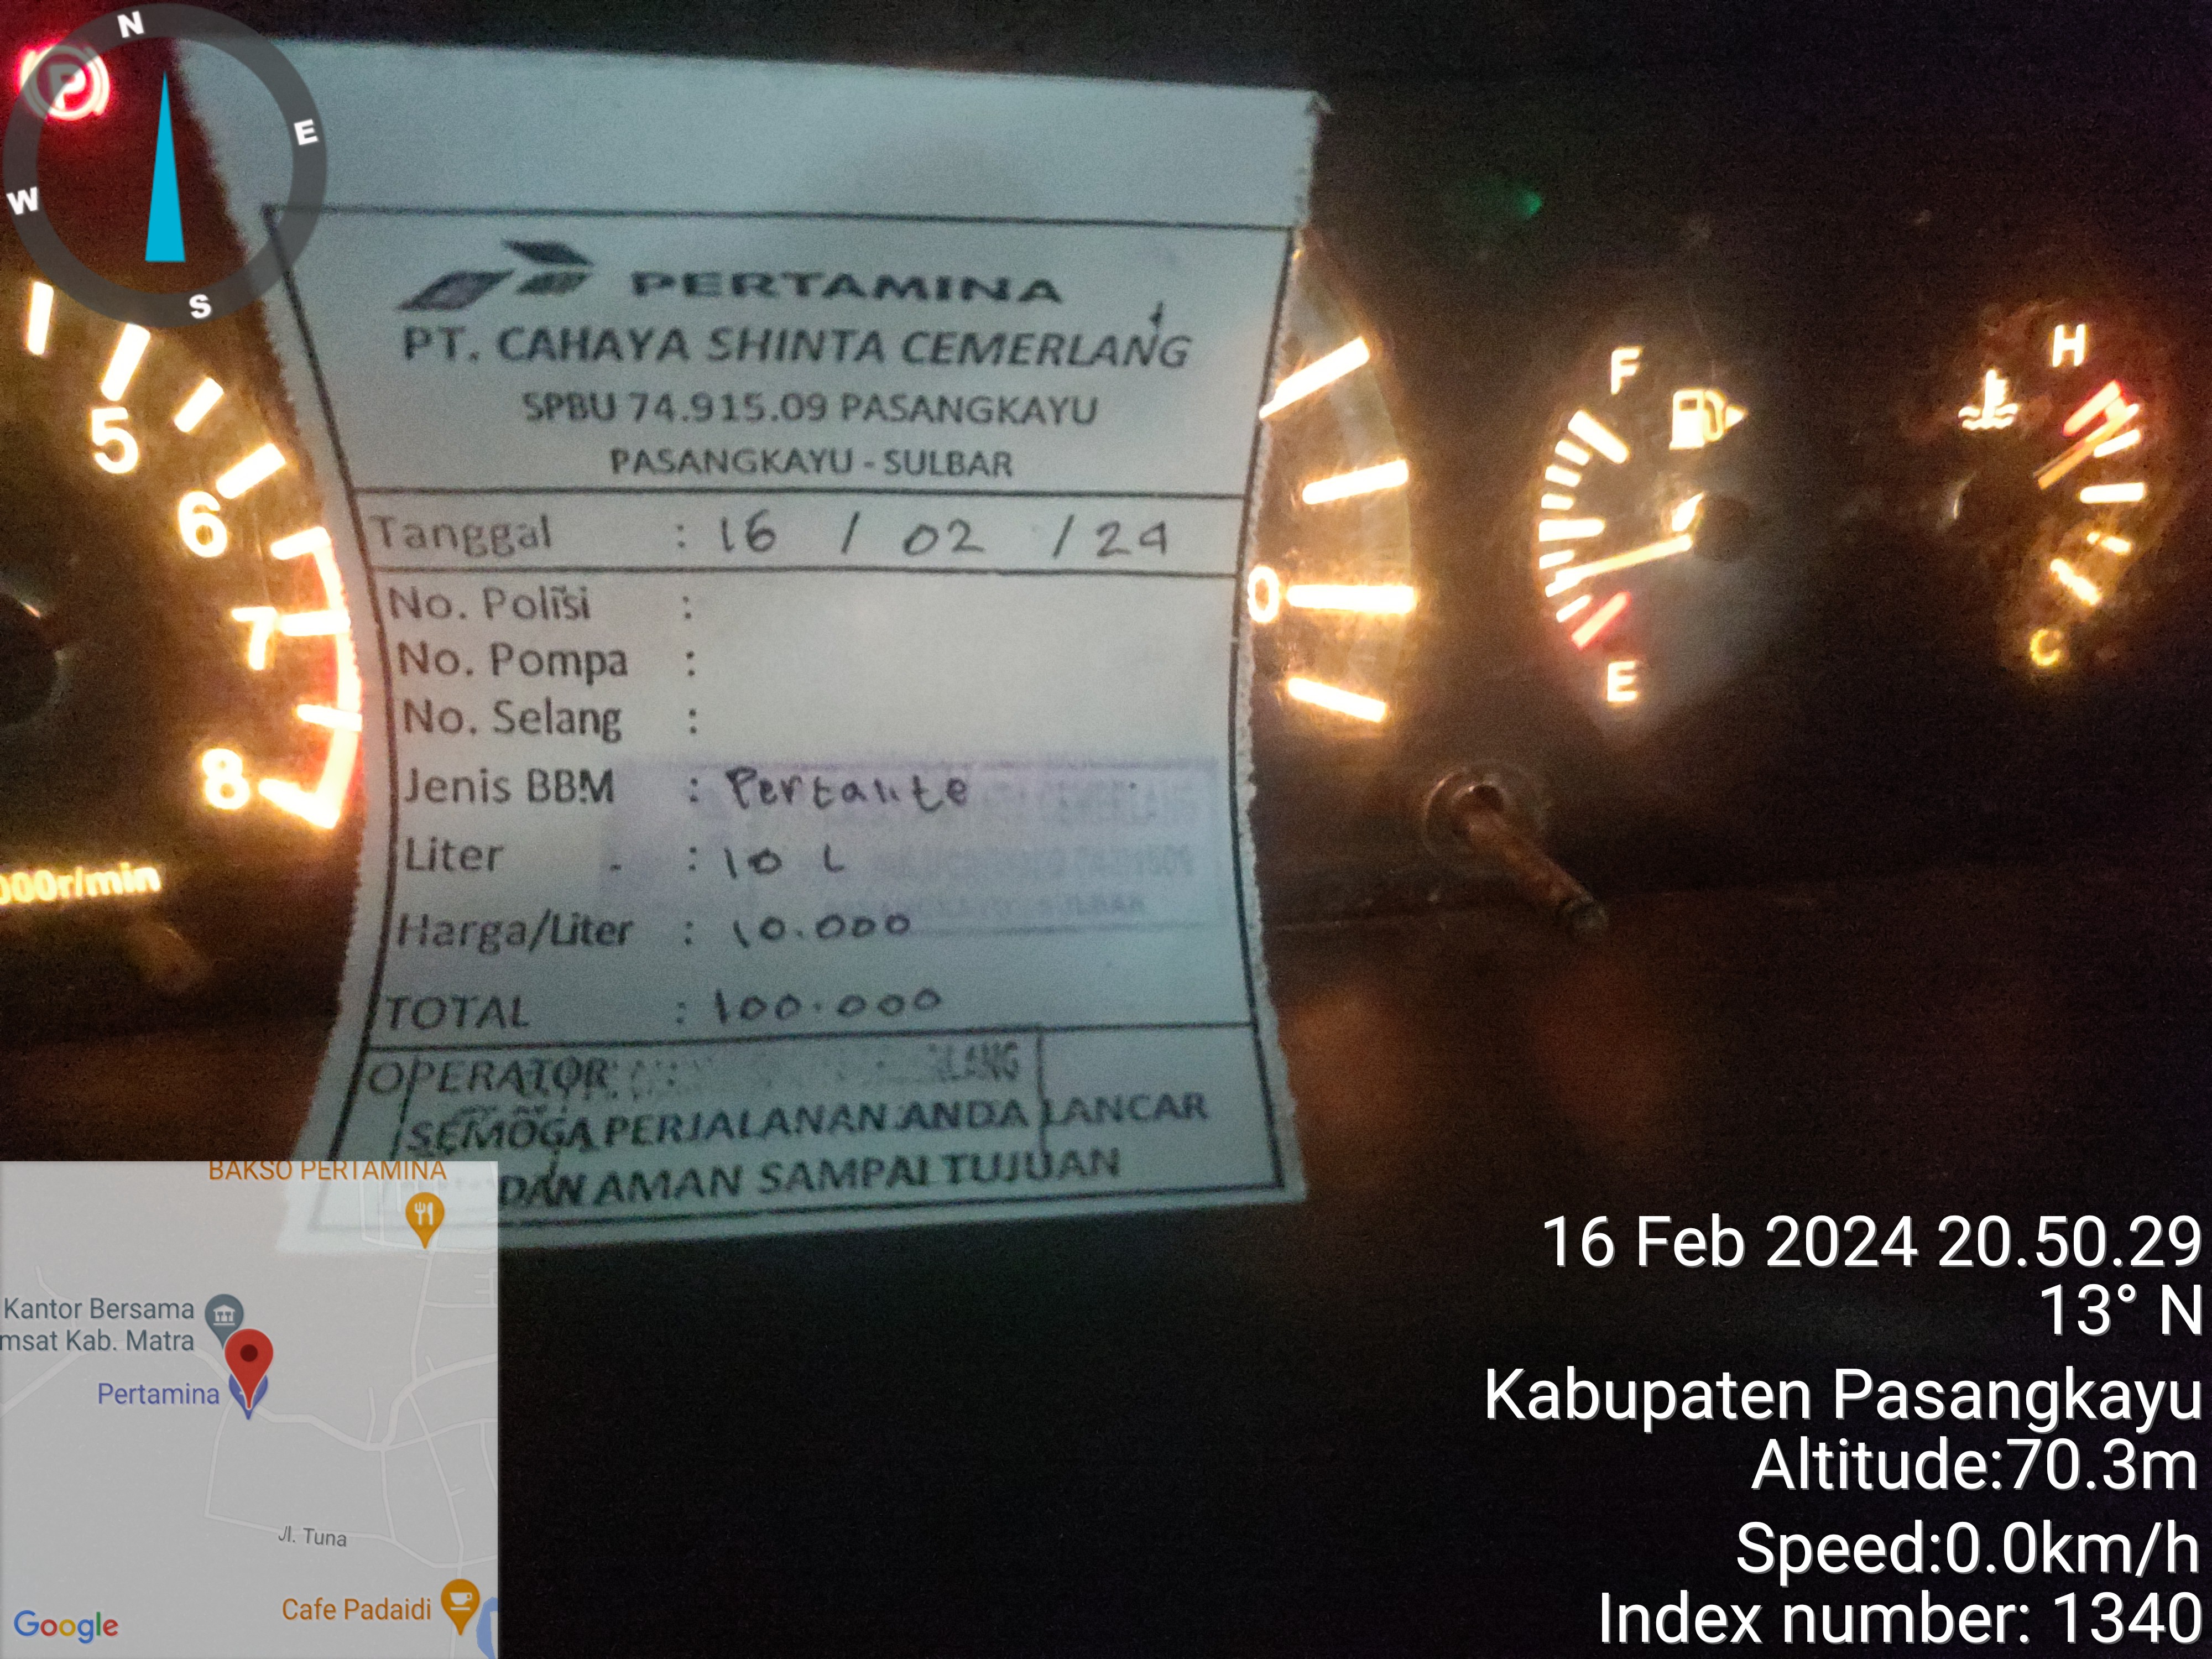 N
E
W
S
P
5
6
7
8
000r/min
0
F
E
H
C
PERTAMINA
PT. CAHAYA SHINTA CEMERLANG
SPBU 74.915.09 PASANGKAYU
PASANGKAYU - SULBAR
Tanggal : 16 / 02 / 24
No. Polisi :
No. Pompa :
No. Selang :
Jenis BBM : Pertalite
Liter : 10 L
Harga/Liter : 10.000
TOTAL : 100.000
OPERATOR
SEMOGA PERJALANAN ANDA LANCAR
DAN AMAN SAMPAI TUJUAN
BAKSO PERTAMINA
Kantor Bersama
msat Kab. Matra
Pertamina
Jl. Tuna
Cafe Padaidi
Google
16 Feb 2024 20.50.29
13° N
Kabupaten Pasangkayu
Altitude:70.3m
Speed:0.0km/h
Index number: 1340